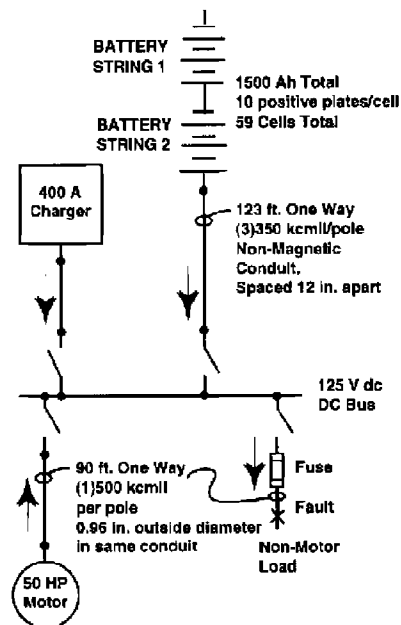 BATTERY
STRING 1
1500 Ah Total
10 positive plates/cell
59 Cells Total
BATTERY
STRING 2
400 A
Charger
123 ft. One Way
(3)350 kcmil/pole
Non-Magnetic
Conduit,
Spaced 12 in. apart
125 V dc
DC Bus
90 ft. One Way
(1)500 kcmil
per pole
0.96 in. outside diameter
in same conduit
Fuse
Fault
Non-Motor
Load
50 HP
Motor